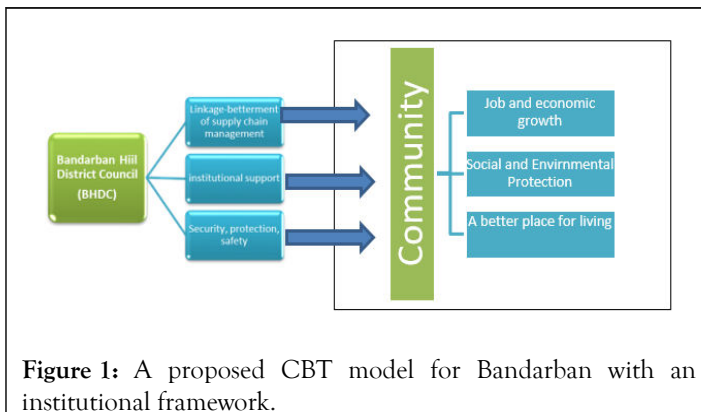 Bandarban Hiil
District Council
(BHDC)
Linkage-betterment
of supply chain
management
institutional support
Security, protection,
safety
Community
Job and economic
growth
Social and Envirnmental
Protection
A better place for living
Figure 1: A proposed CBT model for Bandarban with an
institutional framework.